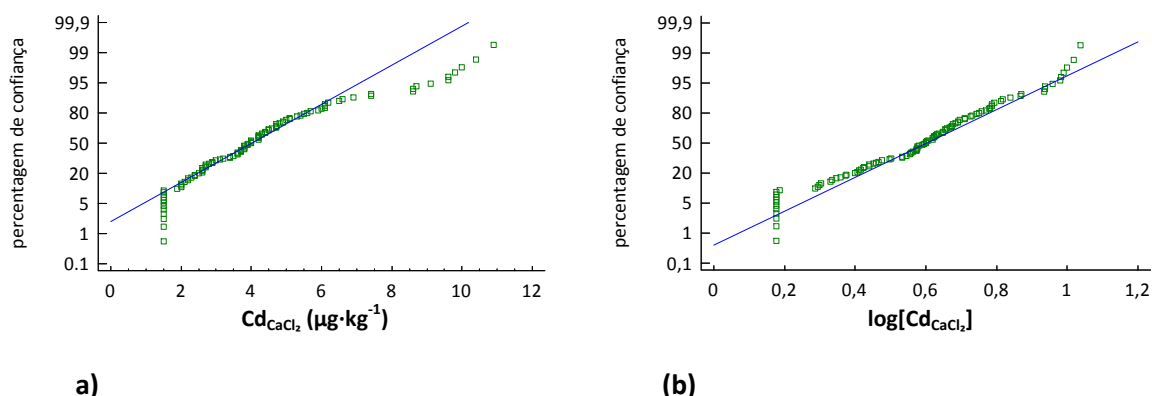 99,9
99
95
80
50
20
5
1
0.1
percentagem de confiança
0 2 4 6 8 10 12
Cd_CaCl₂ (µg·kg⁻¹)
a)
99,9
99
95
80
50
20
5
1
0,1
percentagem de confiança
0 0,2 0,4 0,6 0,8 1 1,2
log[Cd_CaCl₂]
(b)